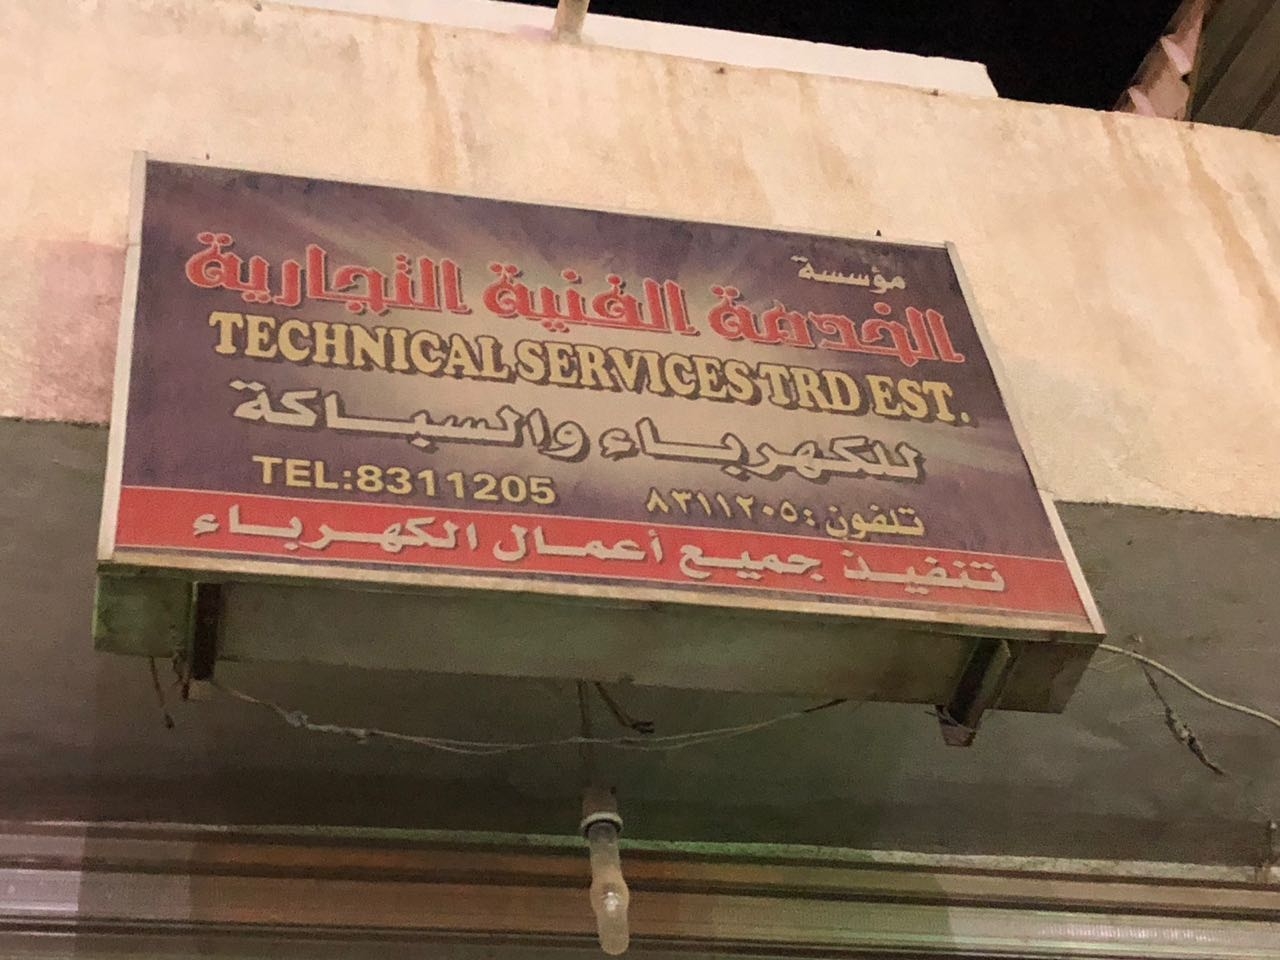 مؤسسة
الخدمة الفنية التجارية
TECHNICAL SERVICES TRD EST.
للكهرباء والسباكة
تلفون: ٨٣١١٢٠٥ TEL:8311205
تنفيذ جميع أعمال الكهرباء